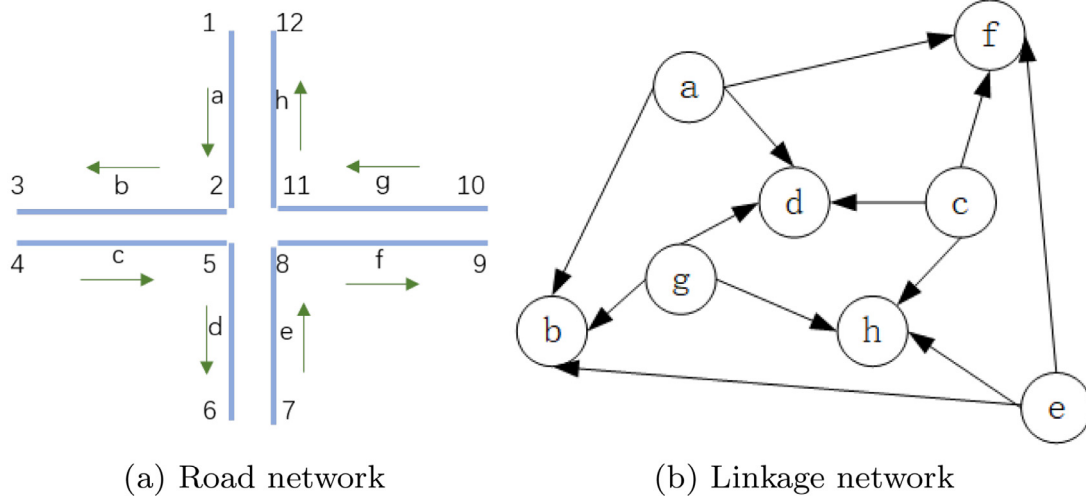 1 12
a h
3 b 2 11 g 10
4 c 5 8 f 9
d e
6 7
(a) Road network
f
a
d c
g
b h
e
(b) Linkage network